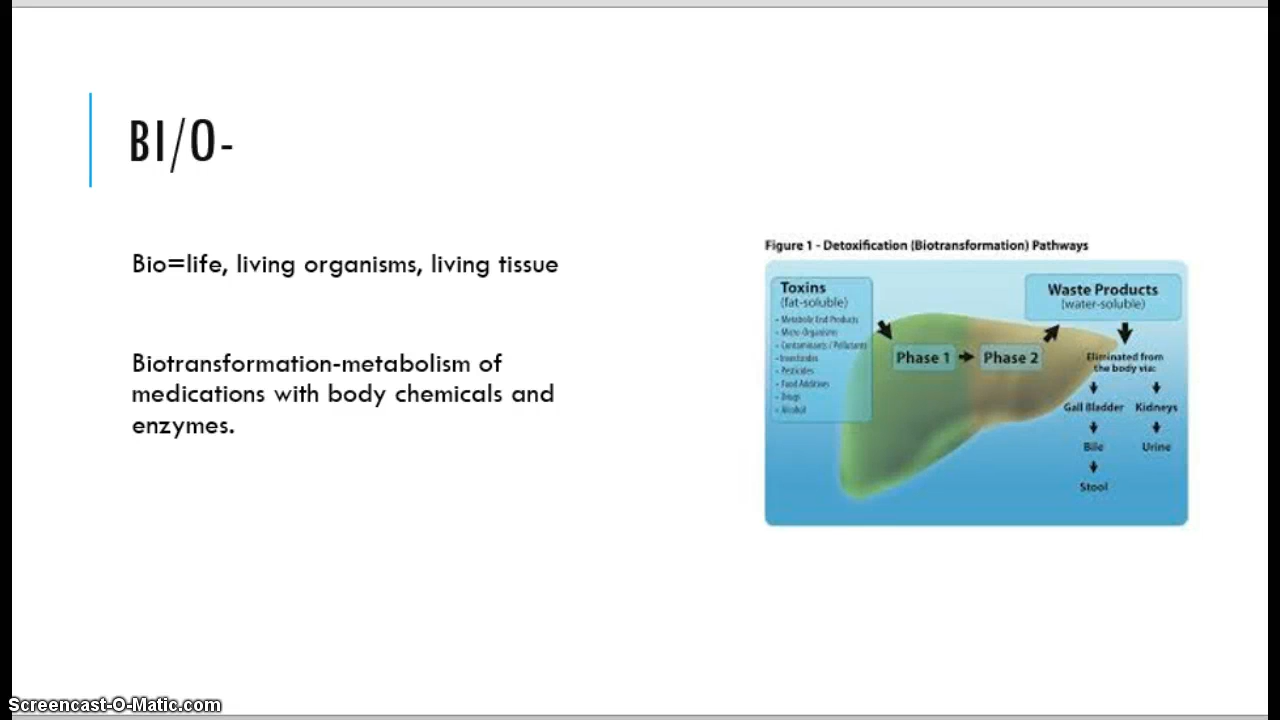 BI/O-
Bio=life, living organisms, living tissue
Biotransformation-metabolism of
medications with body chemicals and
enzymes.
Figure 1 - Detoxification (Biotransformation) Pathways
Toxins
(fat-soluble)
- Metabolic End Products
- Micro-Organisms
- Contaminants / Pollutants
- Insecticides
- Pesticides
- Food Additives
- Drugs
- Alcohol
Phase 1
Phase 2
Waste Products
(water-soluble)
Eliminated from
the body via:
Gall Bladder
Kidneys
Bile
Urine
Stool
Screencast-O-Matic.com